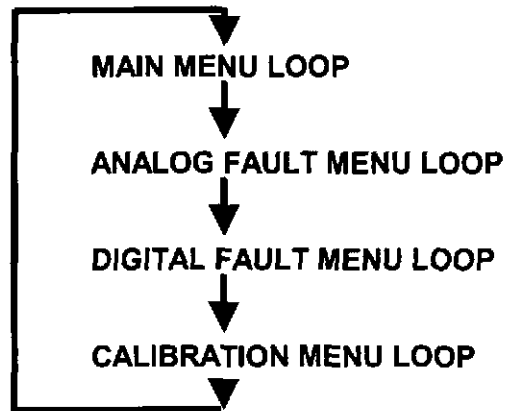 MAIN MENU LOOP
ANALOG FAULT MENU LOOP
DIGITAL FAULT MENU LOOP
CALIBRATION MENU LOOP